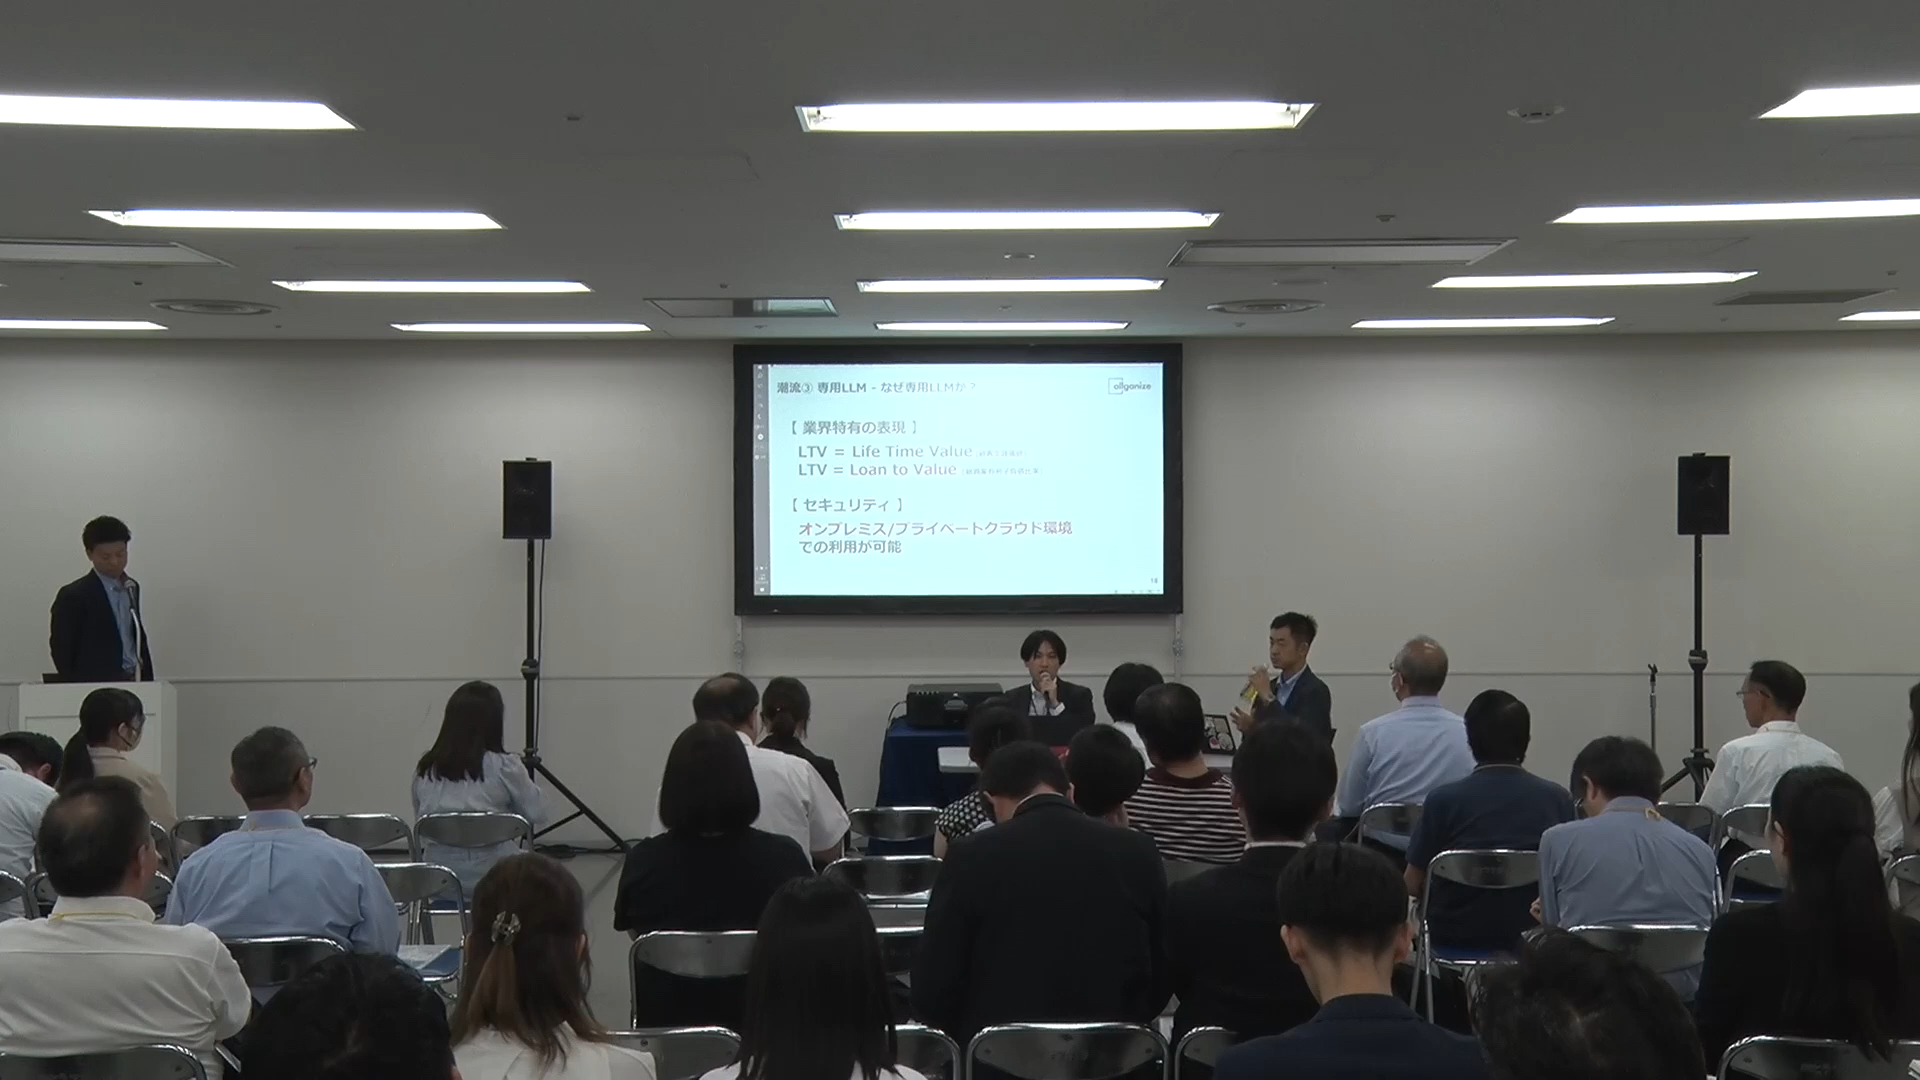 潮流③ 専用LLM - なぜ専用LLMか？
allganize
【 業界特有の表現 】
LTV = Life Time Value
LTV = Loan to Value
【 セキュリティ 】
オンプレミス/プライベートクラウド環境
での利用が可能